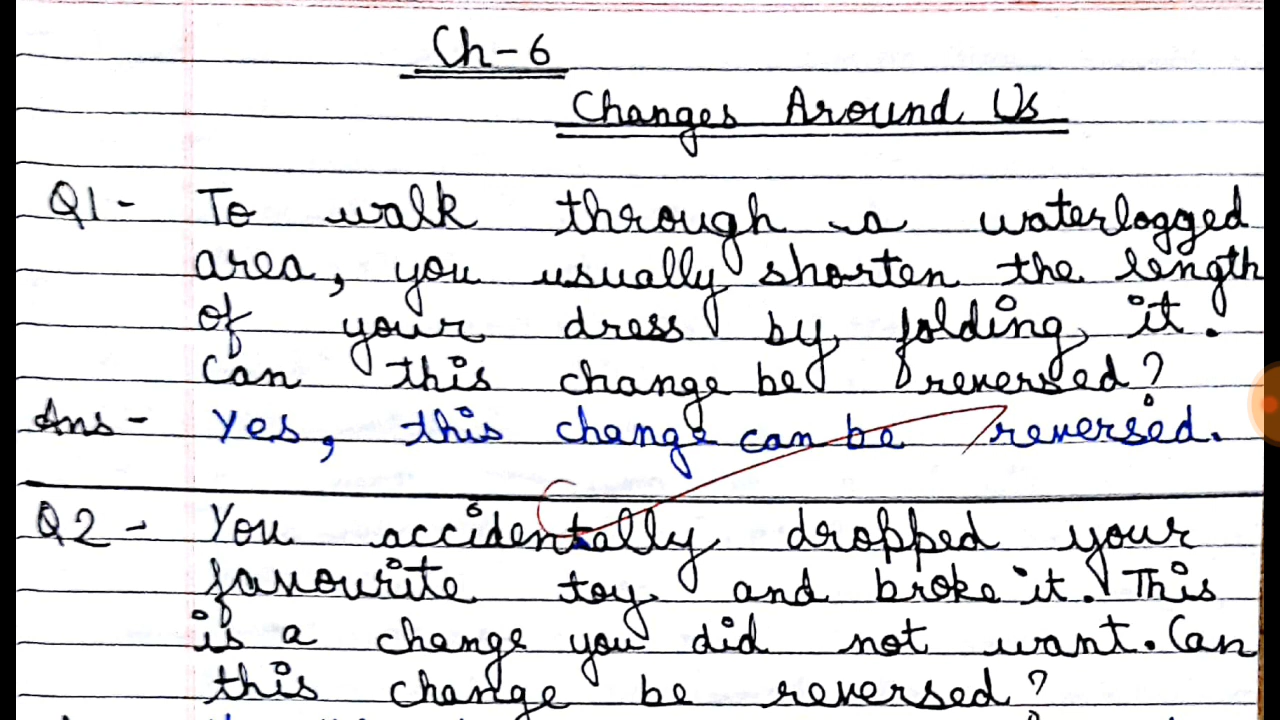 Ch-6
Changes Around Us
Q1- To walk through a waterlogged
area, you usually shorten the length
of your dress by folding it.
Can this change be reversed?
Ans- Yes, this change can be reversed.
Q2- You accidentally dropped your
favourite toy and broke it. This
is a change you did not want. Can
this change be reversed?